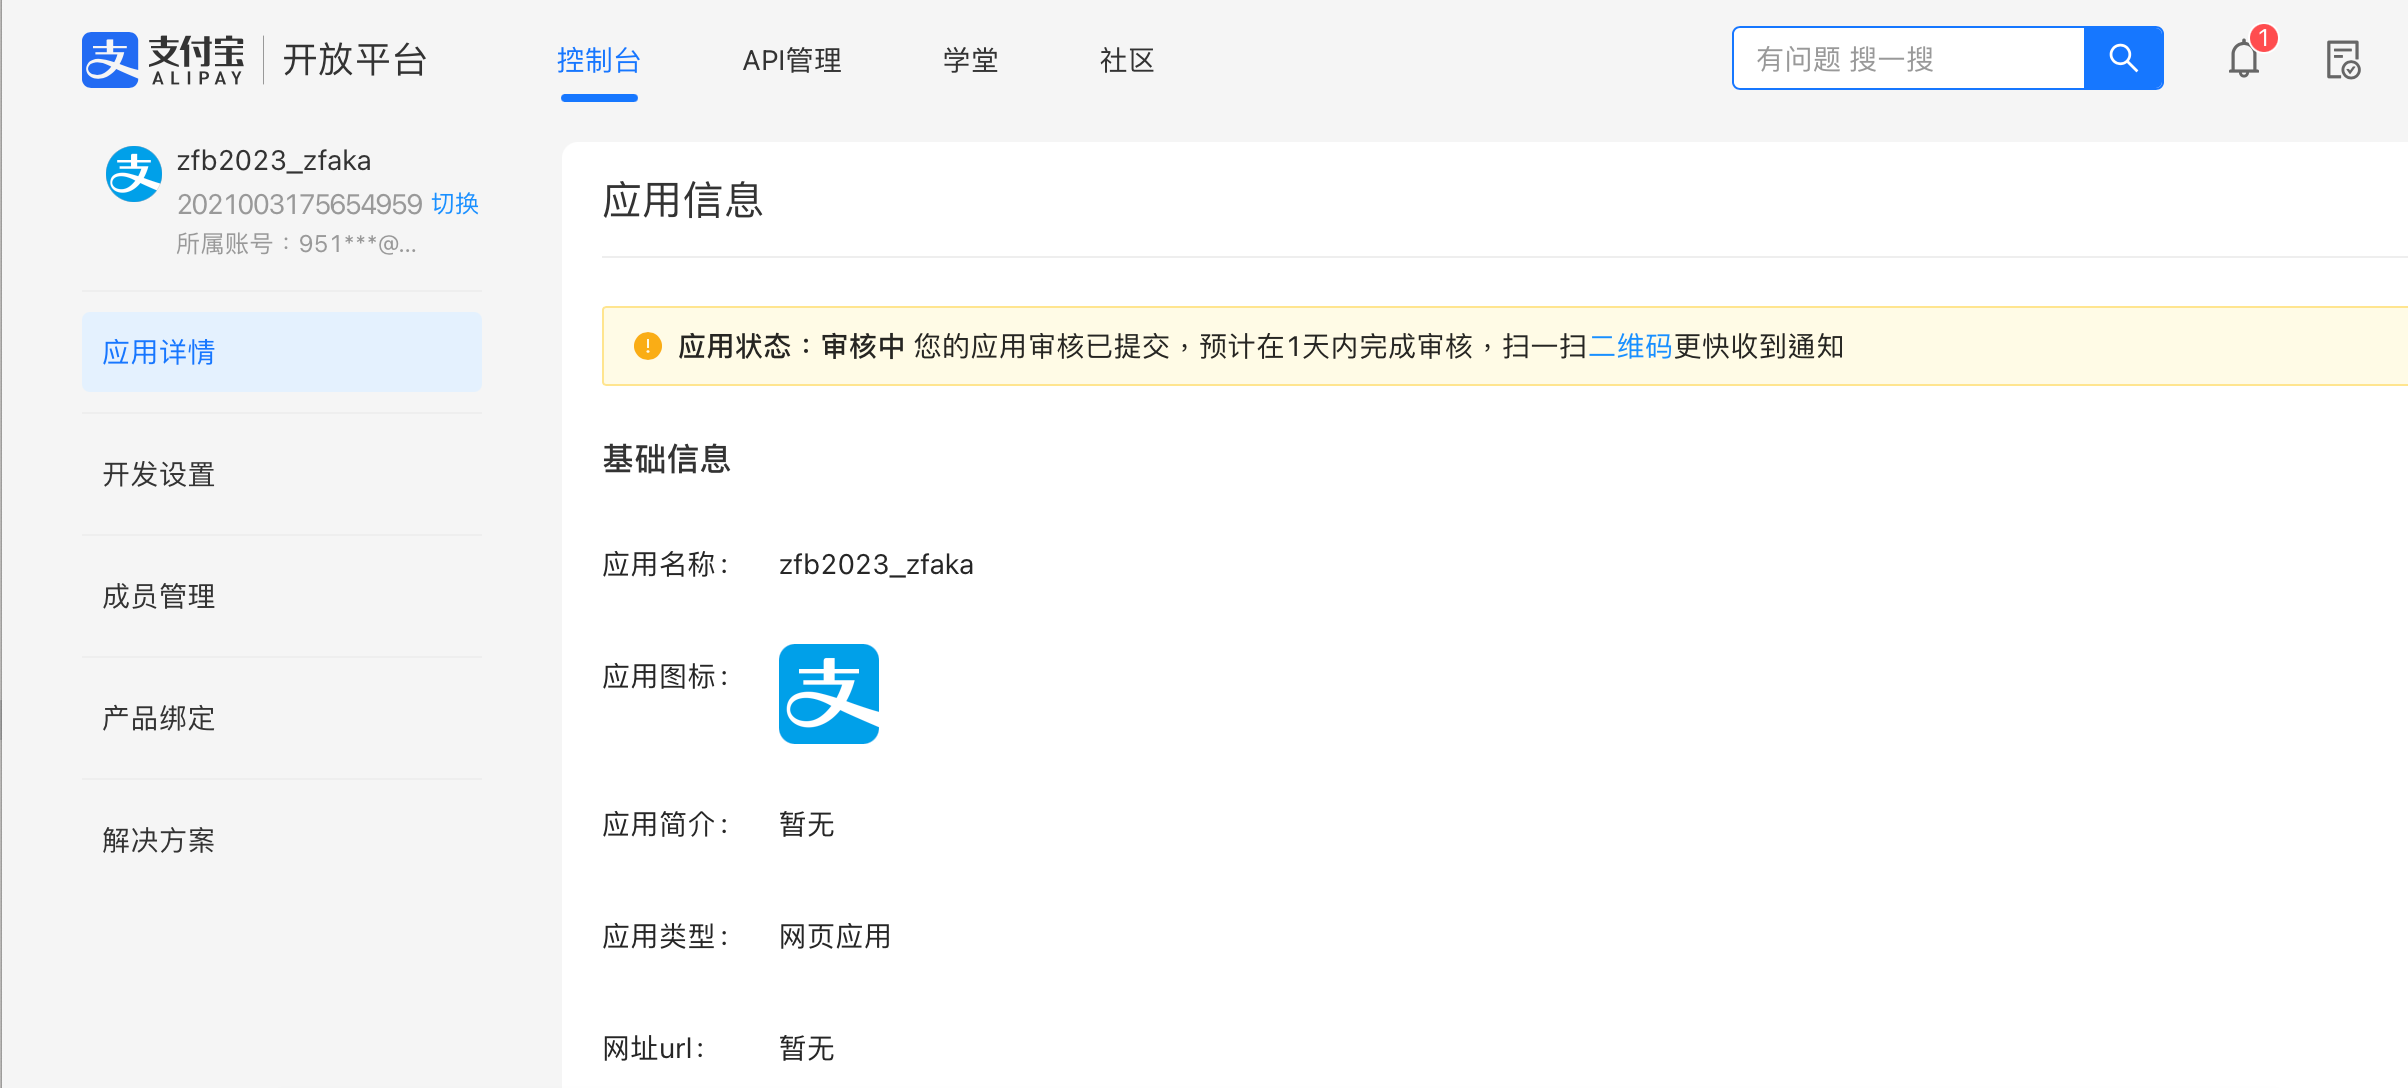 支付宝 ALIPAY 开放平台 控制台 API管理 学堂 社区 有问题 搜一搜 1
zfb2023_zfaka
2021003175654959 切换
所属账号：951***@...
应用详情
开发设置
成员管理
产品绑定
解决方案
应用信息
应用状态：审核中 您的应用审核已提交，预计在1天内完成审核，扫一扫二维码更快收到通知
基础信息
应用名称: zfb2023_zfaka
应用图标: 支
应用简介: 暂无
应用类型: 网页应用
网址url: 暂无